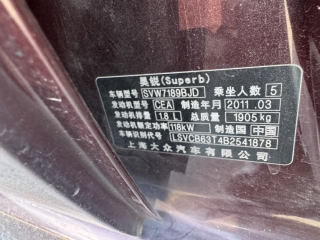 昊锐(Superb)
车辆型号 SVW7189BJD 乘坐人数 5
发动机型号 CEA 制造年月 2011.03
发动机排量 1.8 L 总质量 1905 kg
发动机额定功率 118kW 制造国 中国
车辆识别代号 LSVCB63T4B2541878
上海大众汽车有限公司